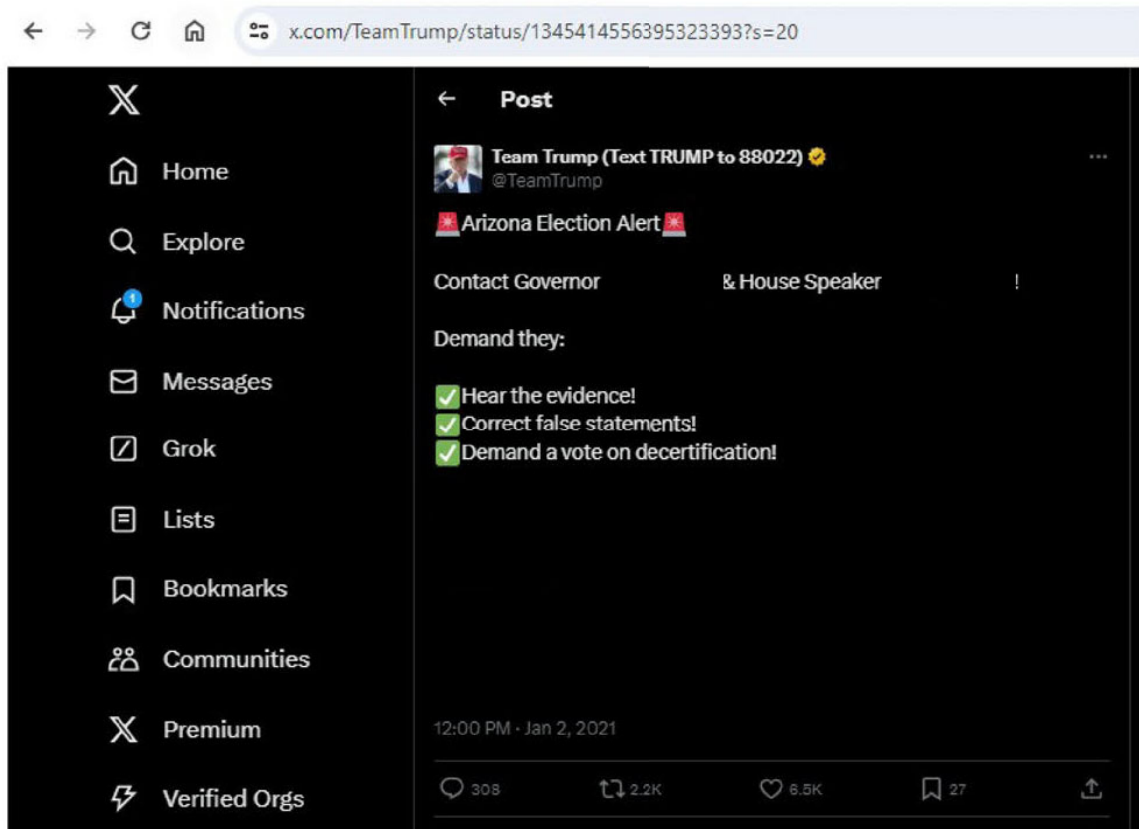 x.com/TeamTrump/status/1345414556395323393?s=20
Home
Explore
1
Notifications
Messages
Grok
Lists
Bookmarks
Communities
Premium
Verified Orgs
Post
Team Trump (Text TRUMP to 88022)
@TeamTrump
🚨Arizona Election Alert🚨
Contact Governor & House Speaker !
Demand they:
✅Hear the evidence!
✅Correct false statements!
✅Demand a vote on decertification!
12:00 PM · Jan 2, 2021
308 2.2K 6.5K 27